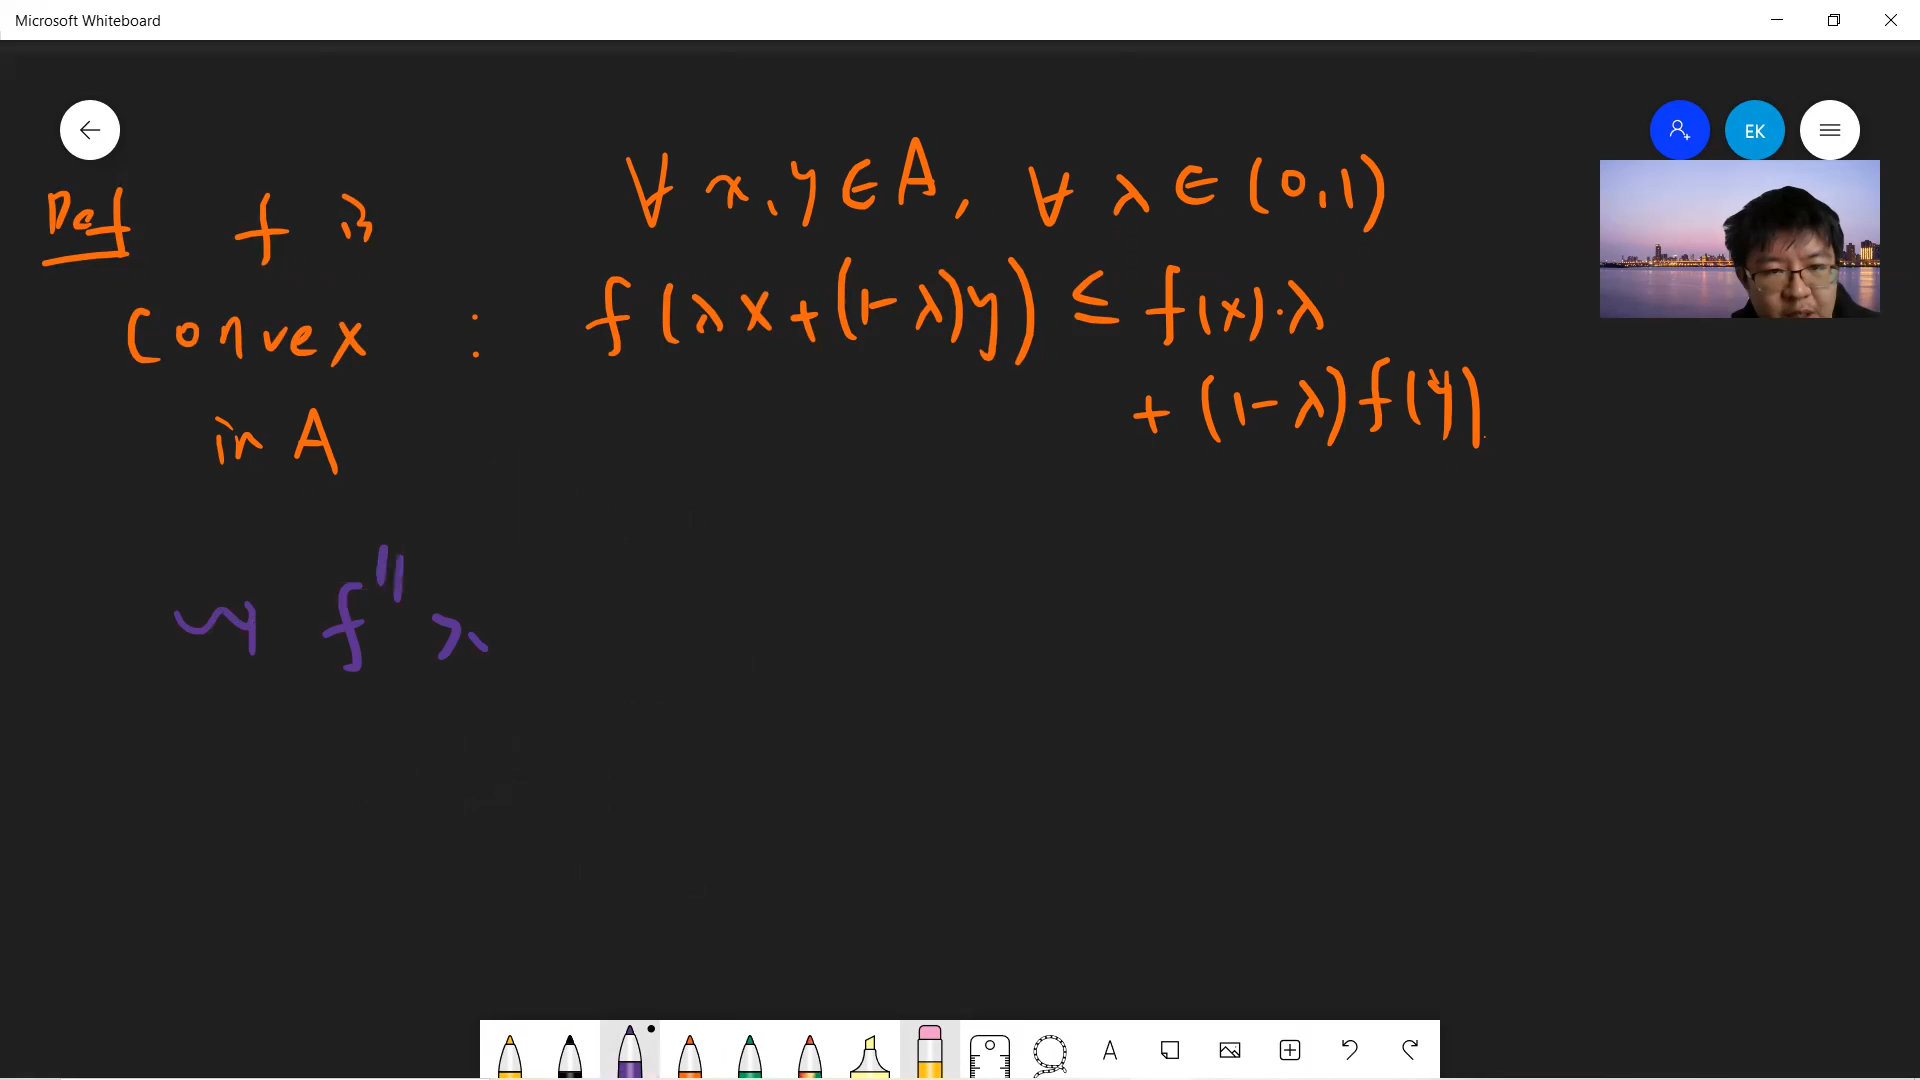 Microsoft Whiteboard
EK
Def f is
convex :
in A
∀ x, y ∈ A, ∀ λ ∈ (0,1)
f(λx+(1-λ)y) ≤ f(x)·λ
+ (1-λ)f(y)
⇝ f"
A